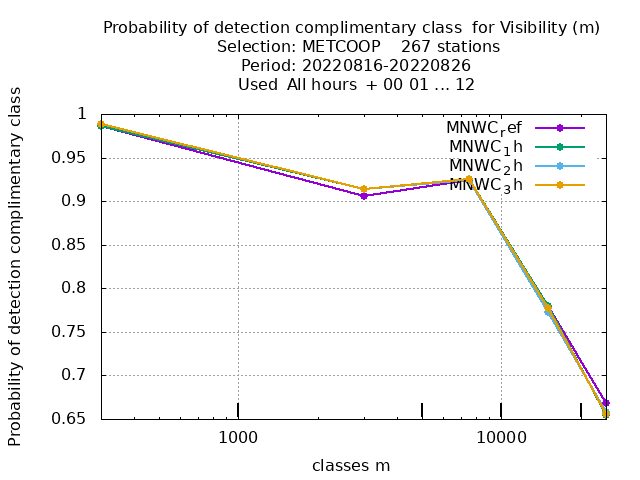 Probability of detection complimentary class  for Visibility (m)
Selection: METCOOP    267 stations
Period: 20220816-20220826
Used  All hours  + 00 01 ... 12
Probability of detection complimentary class
1
0.95
0.9
0.85
0.8
0.75
0.7
0.65
MNWCref
MNWC1h
MNWC2h
MNWC3h
1000
10000
classes m